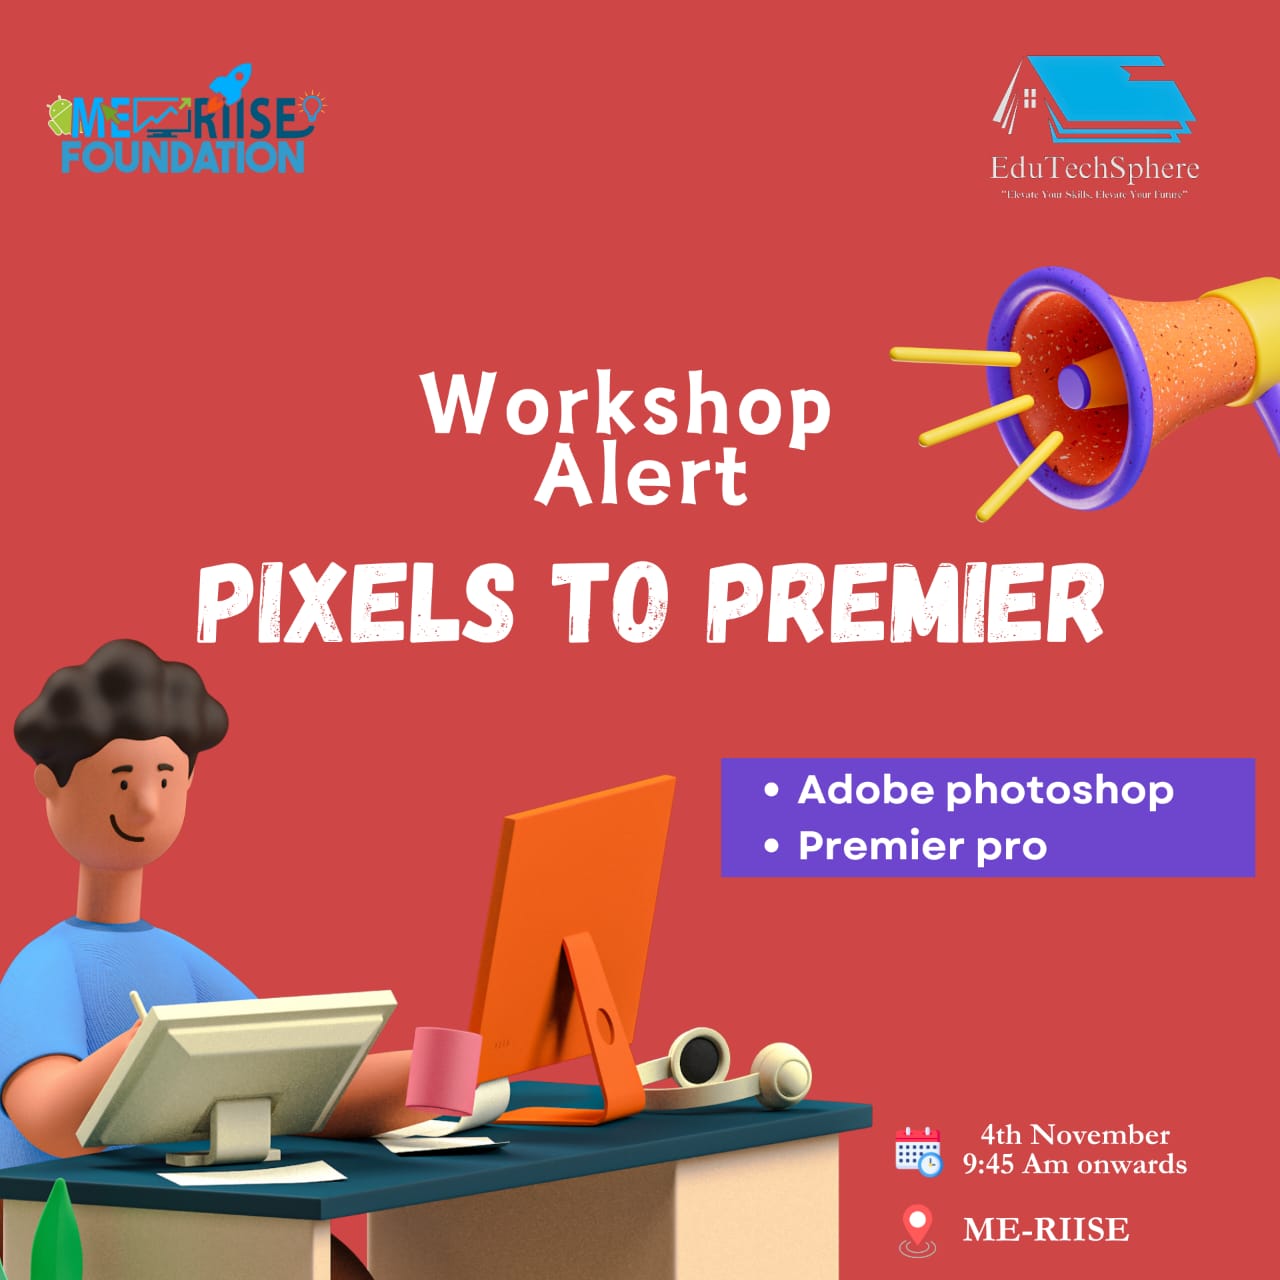 ME RIISE
FOUNDATION
EduTechSphere
"Elevate Your Skills, Elevate Your Future"
Workshop
Alert
PIXELS TO PREMIER
• Adobe photoshop
• Premier pro
4th November
9:45 Am onwards
ME-RIISE